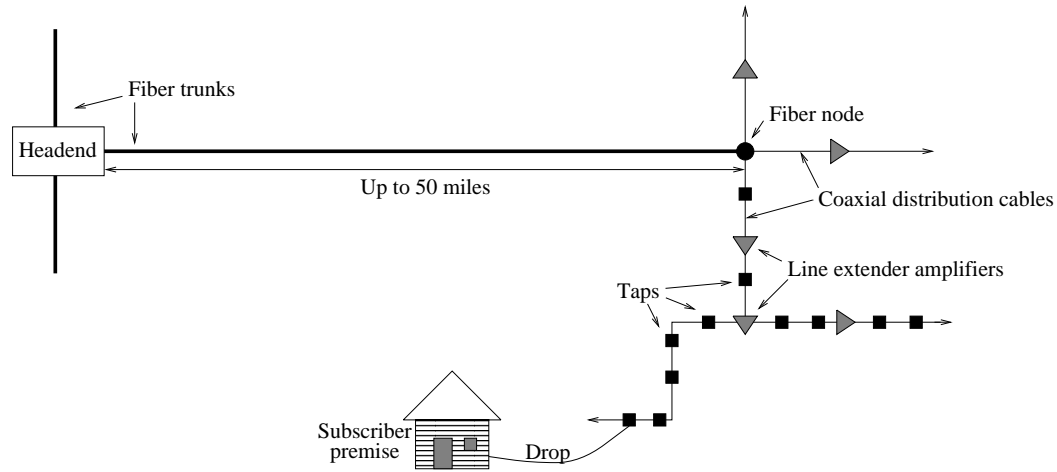 Fiber trunks
Headend
Fiber node
Up to 50 miles
Coaxial distribution cables
Line extender amplifiers
Taps
Subscriber
premise
Drop